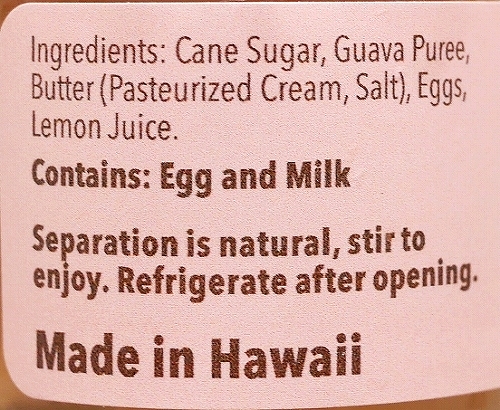 Ingredients: Cane Sugar, Guava Puree,
Butter (Pasteurized Cream, Salt), Eggs,
Lemon Juice.
Contains: Egg and Milk
Separation is natural, stir to
enjoy. Refrigerate after opening.
Made in Hawaii